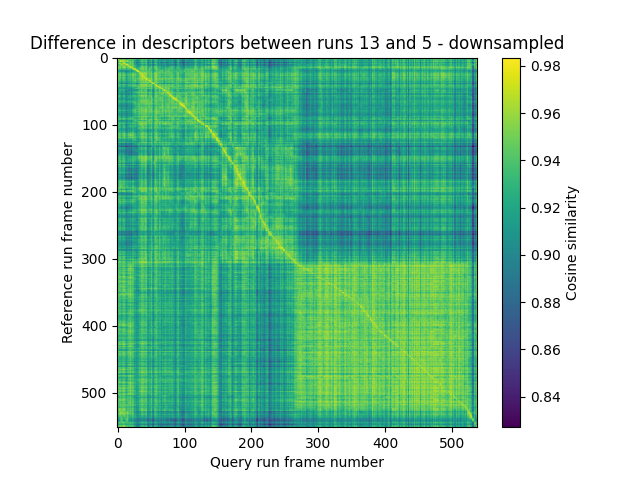 Difference in descriptors between runs 13 and 5 - downsampled
0
100
200
300
400
500
Reference run frame number
0 100 200 300 400 500
Query run frame number
0.98
0.96
0.94
0.92
0.90
0.88
0.86
0.84
Cosine similarity